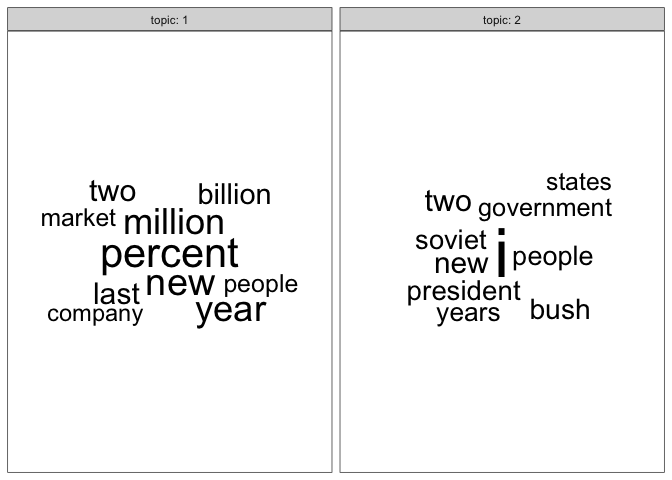 topic: 1
two billion
market million
percent
last new people
company year
topic: 2
states
two government
soviet i people
new
president
years bush